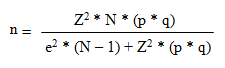 n = Z² * N * (p * q)
e² * (N – 1) + Z² * (p * q)